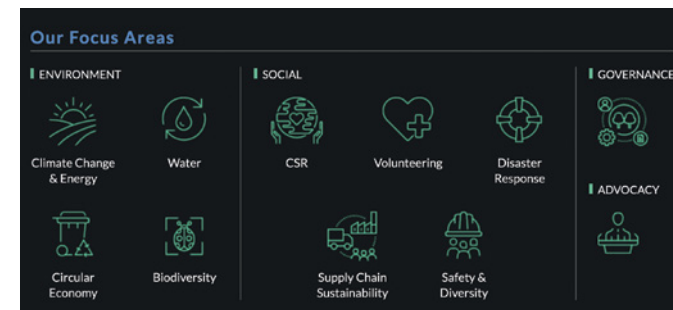 Our Focus Areas
ENVIRONMENT
Climate Change
& Energy
Water
Circular
Economy
Biodiversity
SOCIAL
CSR
Volunteering
Disaster
Response
Supply Chain
Sustainability
Safety &
Diversity
GOVERNANCE
ADVOCACY